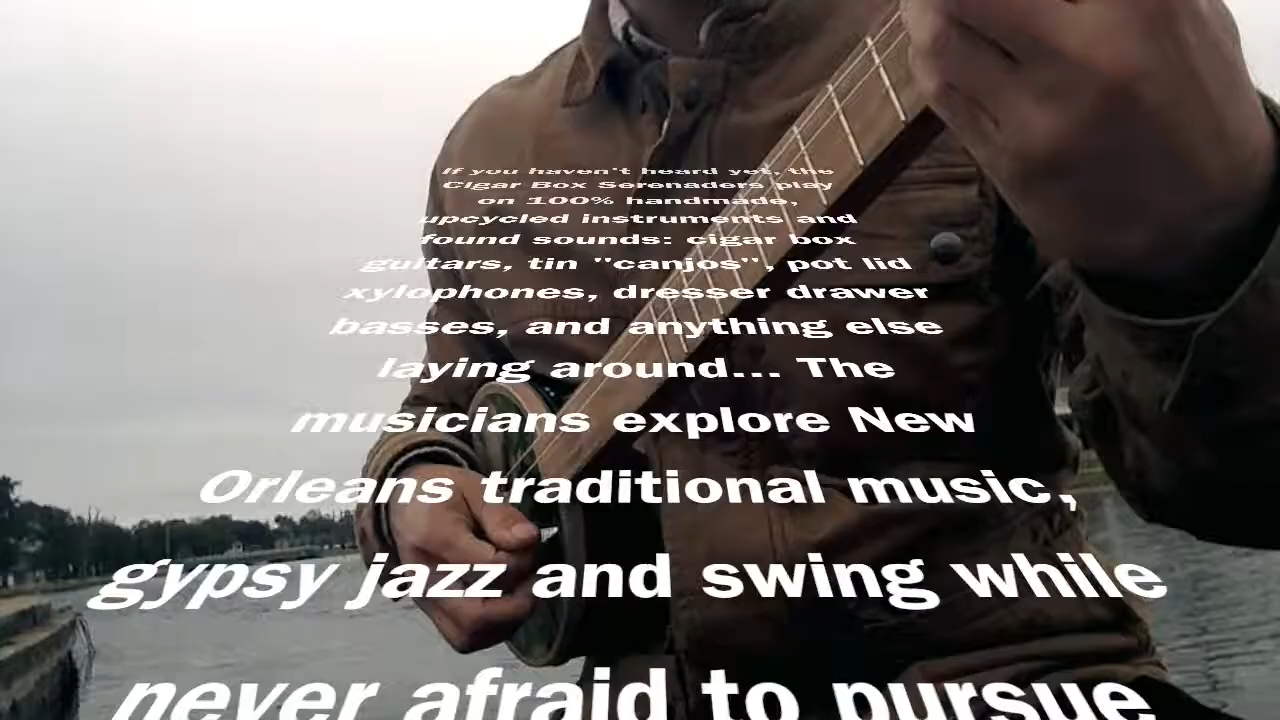 If you haven't heard yet, the
Cigar Box Serenaders play
on 100% handmade,
upcycled instruments and
found sounds: cigar box
guitars, tin "canjos", pot lid
xylophones, dresser drawer
basses, and anything else
laying around... The
musicians explore New
Orleans traditional music,
gypsy jazz and swing while
never afraid to pursue